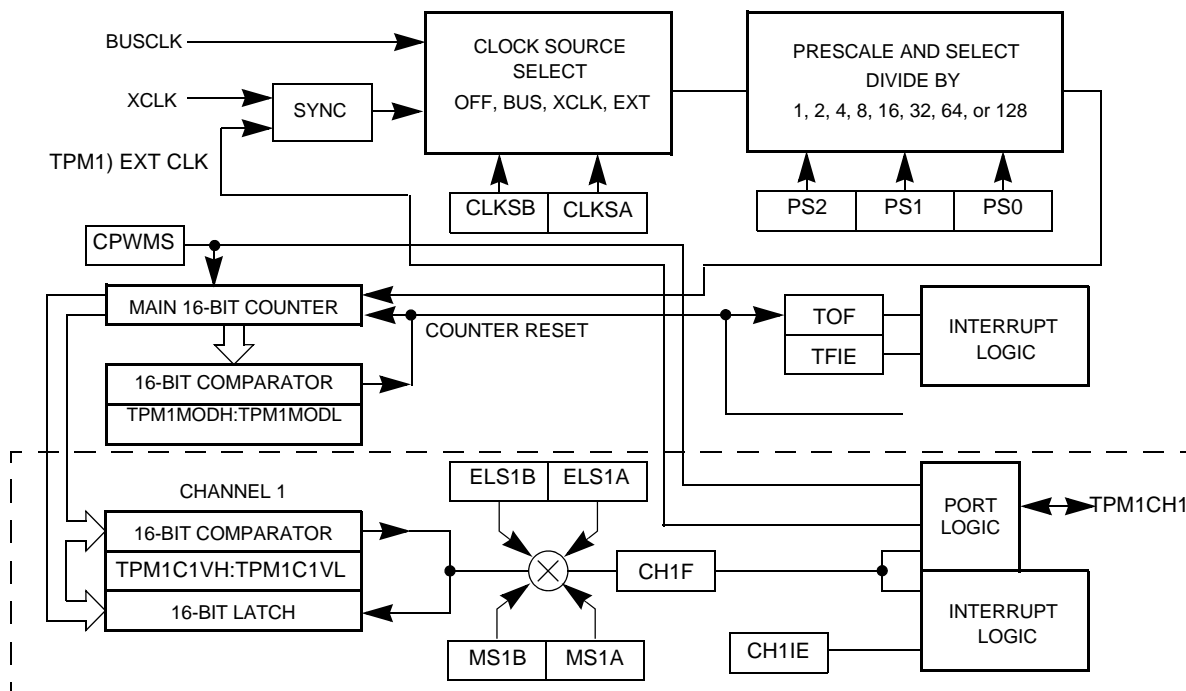 BUSCLK
CLOCK SOURCE
SELECT
OFF, BUS, XCLK, EXT
PRESCALE AND SELECT
DIVIDE BY
1, 2, 4, 8, 16, 32, 64, or 128
XCLK
SYNC
TPM1) EXT CLK
CLKSB
CLKSA
PS2
PS1
PS0
CPWMS
MAIN 16-BIT COUNTER
COUNTER RESET
TOF
TFIE
INTERRUPT
LOGIC
16-BIT COMPARATOR
TPM1MODH:TPM1MODL
CHANNEL 1
ELS1B
ELS1A
PORT
LOGIC
TPM1CH1
16-BIT COMPARATOR
TPM1C1VH:TPM1C1VL
16-BIT LATCH
CH1F
INTERRUPT
LOGIC
MS1B
MS1A
CH1IE